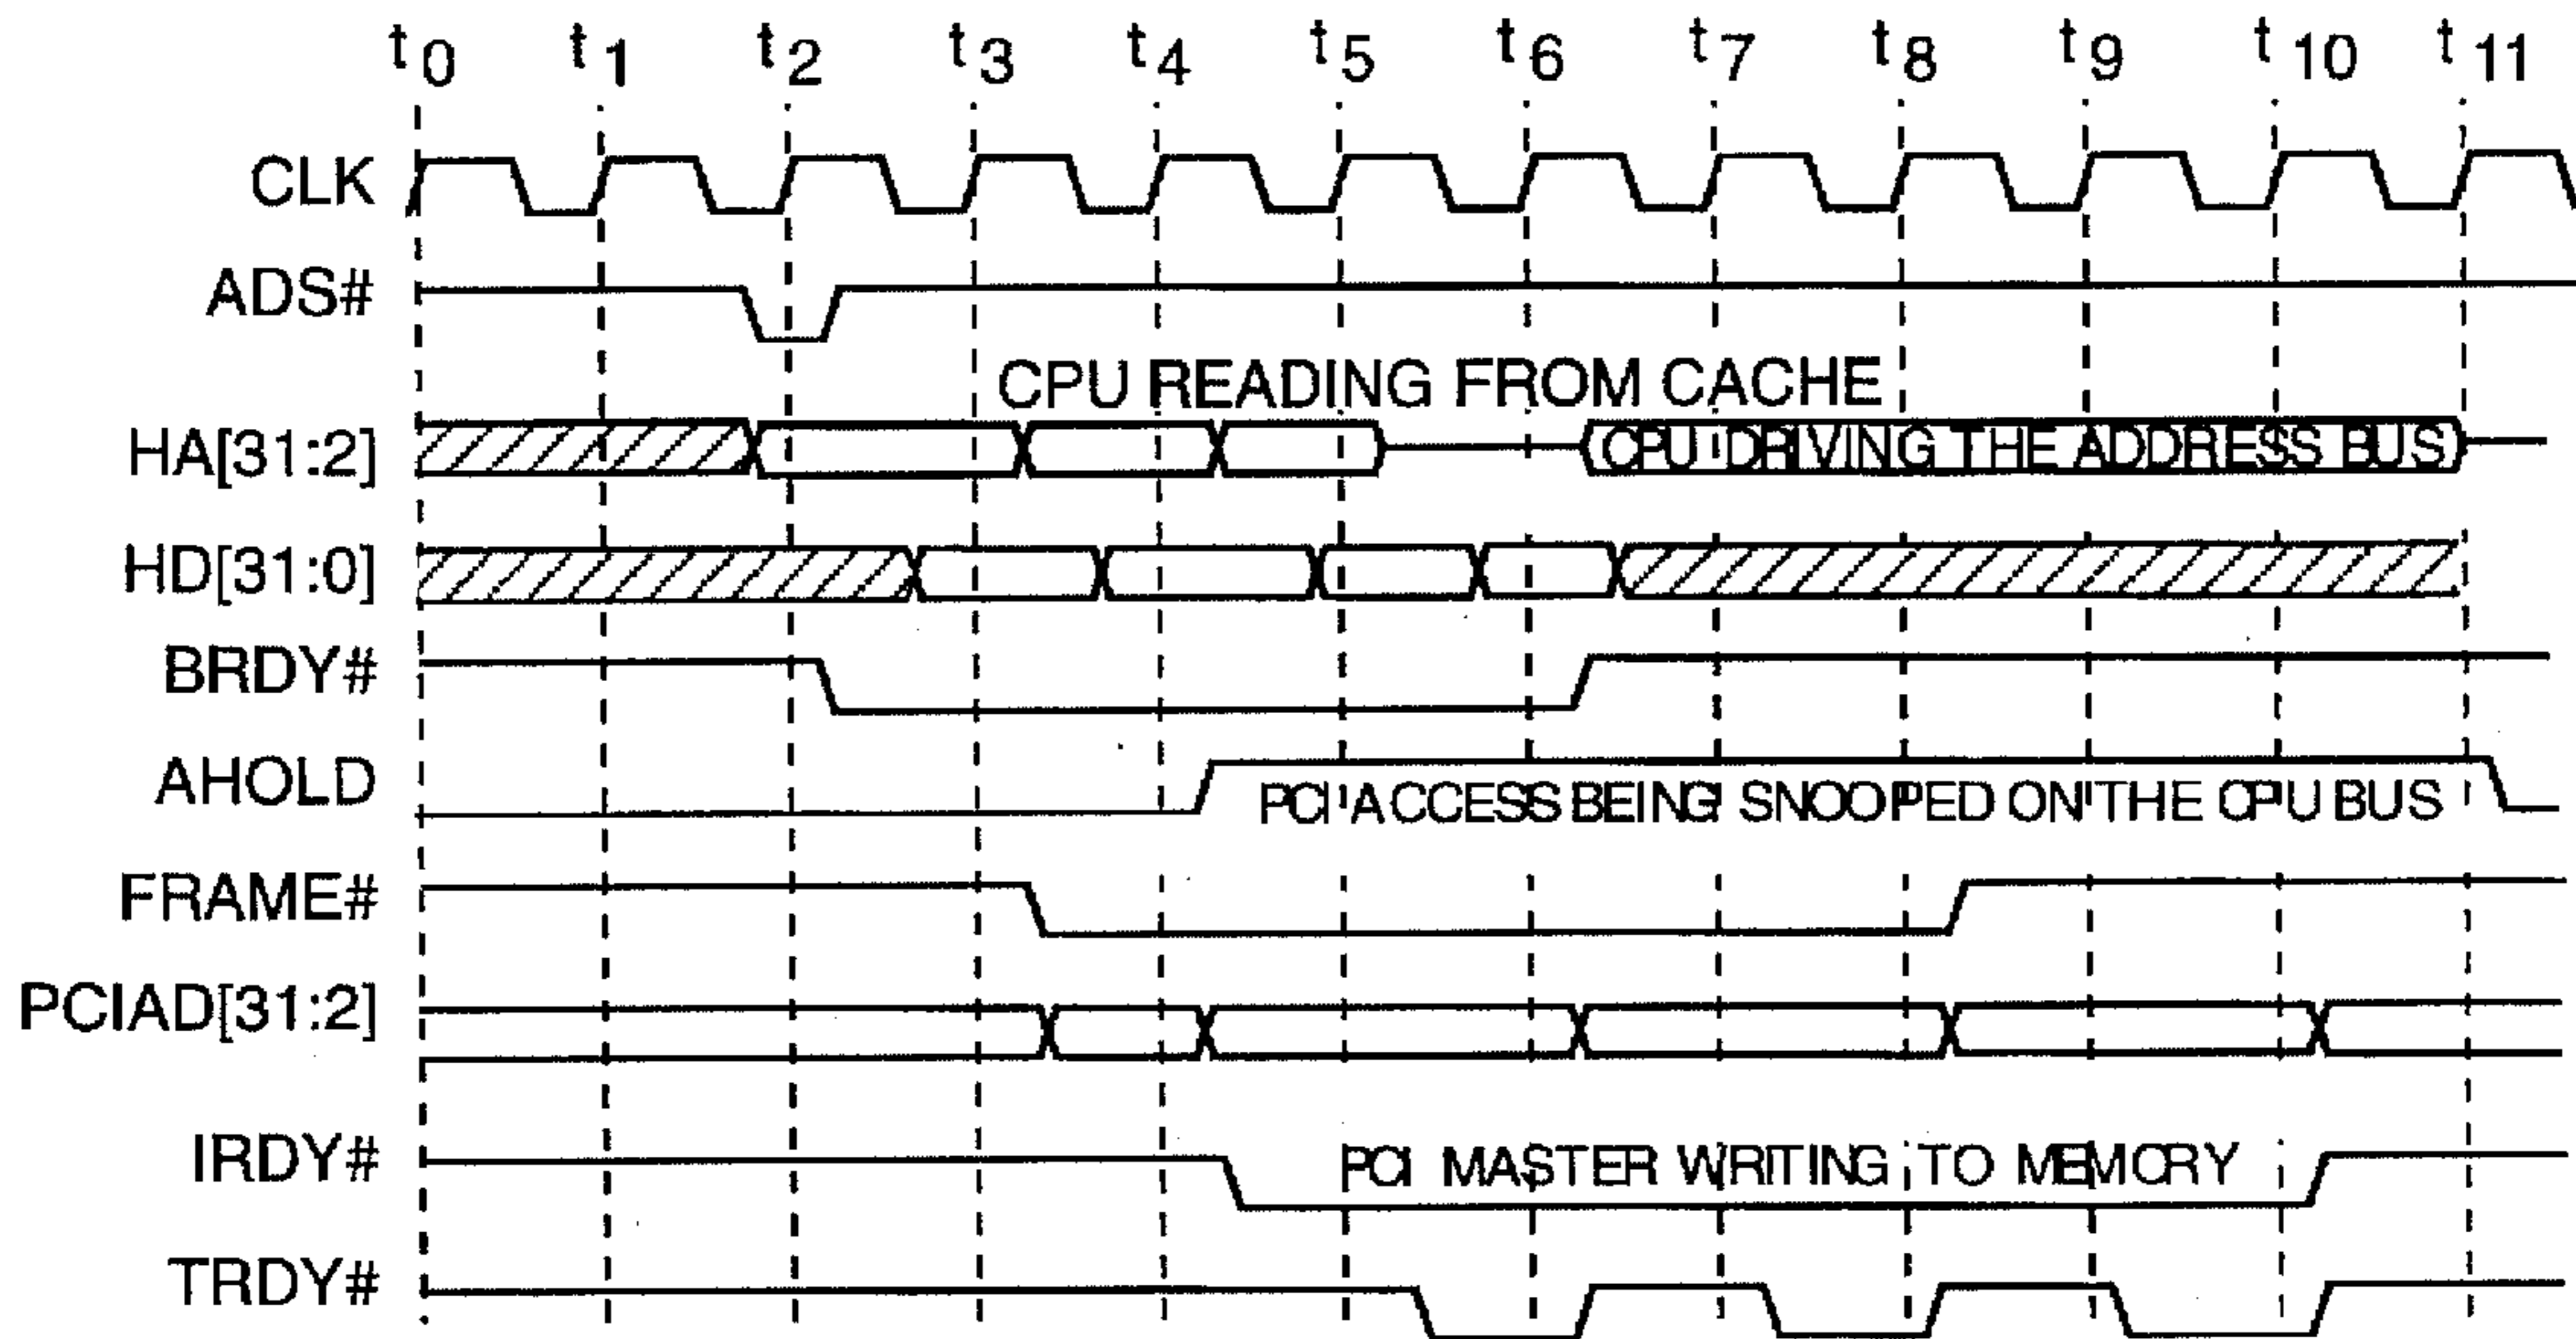 t0 t1 t2 t3 t4 t5 t6 t7 t8 t9 t10 t11
CLK
ADS#
CPU READING FROM CACHE
HA[31:2] CPU DRIVING THE ADDRESS BUS
HD[31:0]
BRDY#
AHOLD PCI ACCESS BEING SNOOPED ON THE CPU BUS
FRAME#
PCIAD[31:2]
IRDY# PCI MASTER WRITING TO MEMORY
TRDY#